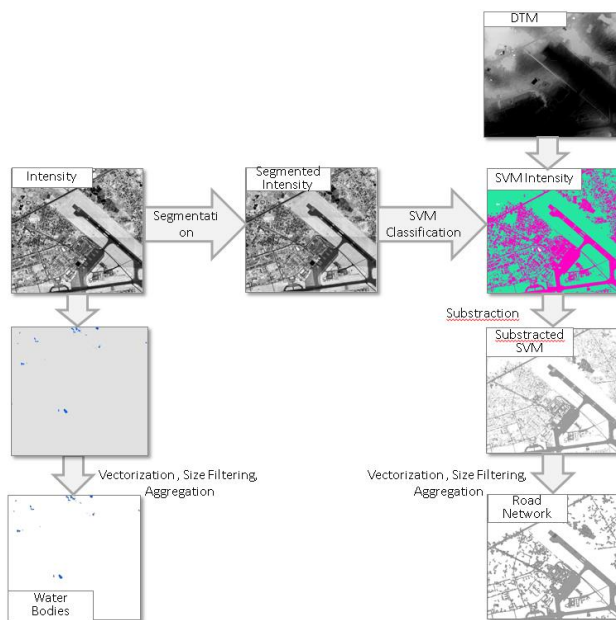 DTM
Intensity
Segmentati
on
Segmented
Intensity
SVM
Classification
SVM Intensity
Substraction
Substracted
SVM
Vectorization , Size Filtering,
Aggregation
Vectorization , Size Filtering,
Aggregation
Water
Bodies
Road
Network